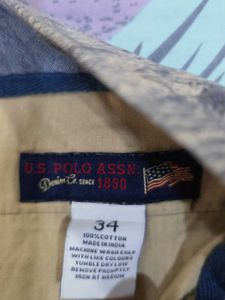 U.S. POLO ASSN.
Denim Co. SINCE 1890
34
100% COTTON
MADE IN INDIA
MACHINE WASH COLD
WITH LIKE COLOURS
TUMBLE DRY LOW
REMOVE PROMPTLY
IRON AT MEDIUM